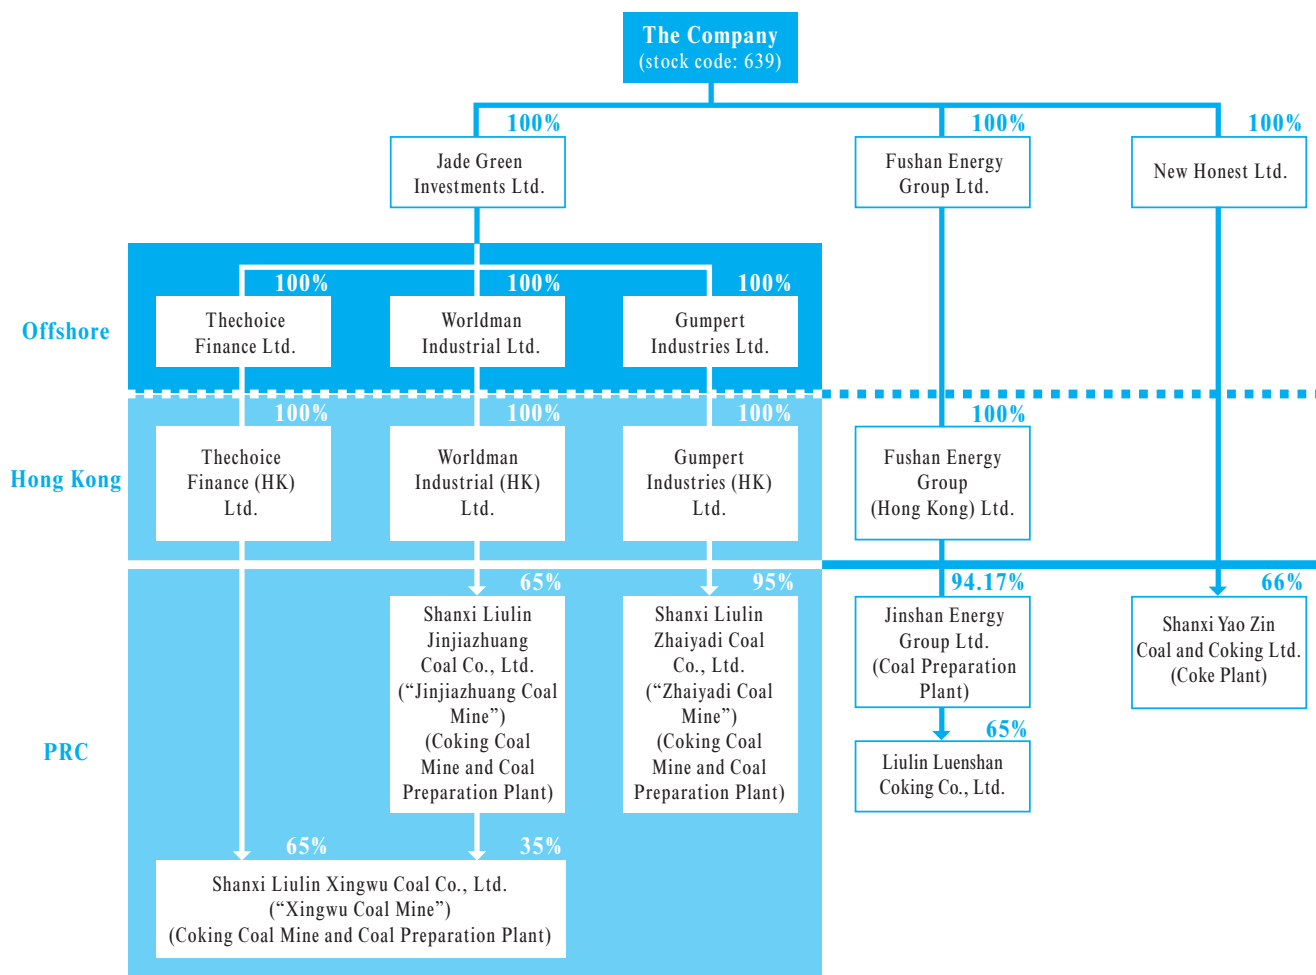 The Company
(stock code: 639)
100%
100%
100%
Jade Green
Investments Ltd.
Fushan Energy
Group Ltd.
New Honest Ltd.
Offshore
100%
100%
100%
Thechoice
Finance Ltd.
Worldman
Industrial Ltd.
Gumpert
Industries Ltd.
Hong Kong
100%
100%
100%
100%
Thechoice
Finance (HK)
Ltd.
Worldman
Industrial (HK)
Ltd.
Gumpert
Industries (HK)
Ltd.
Fushan Energy
Group
(Hong Kong) Ltd.
PRC
65%
95%
94.17%
66%
Shanxi Liulin
Jinjiazhuang
Coal Co., Ltd.
(“Jinjiazhuang Coal
Mine”)
(Coking Coal
Mine and Coal
Preparation Plant)
Shanxi Liulin
Zhaiyadi Coal
Co., Ltd.
(“Zhaiyadi Coal
Mine”)
(Coking Coal
Mine and Coal
Preparation Plant)
Jinshan Energy
Group Ltd.
(Coal Preparation
Plant)
Shanxi Yao Zin
Coal and Coking Ltd.
(Coke Plant)
65%
Liulin Luenshan
Coking Co., Ltd.
65%
35%
Shanxi Liulin Xingwu Coal Co., Ltd.
(“Xingwu Coal Mine”)
(Coking Coal Mine and Coal Preparation Plant)